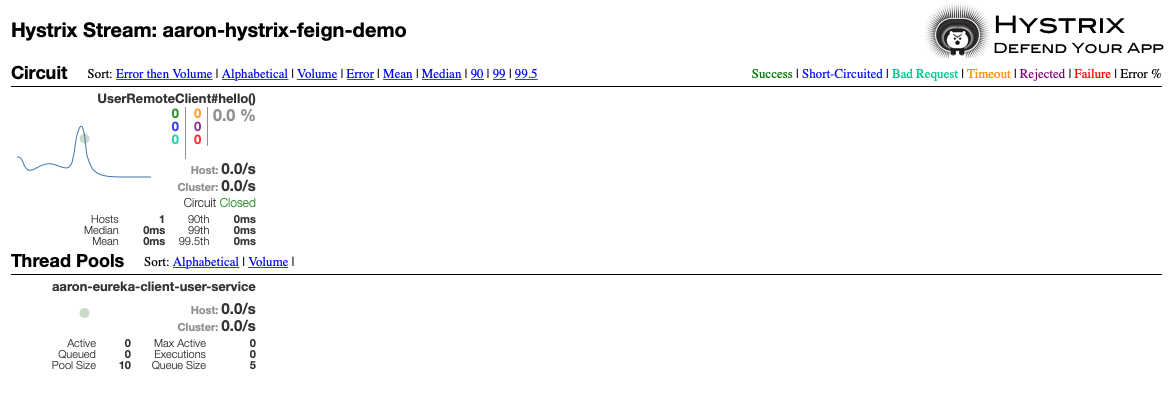 Hystrix Stream: aaron-hystrix-feign-demo
HYSTRIX
DEFEND YOUR APP
Circuit Sort: Error then Volume | Alphabetical | Volume | Error | Mean | Median | 90 | 99 | 99.5
Success | Short-Circuited | Bad Request | Timeout | Rejected | Failure | Error %
UserRemoteClient#hello()
0 0 0.0 %
0 0
0 0
Host: 0.0/s
Cluster: 0.0/s
Circuit Closed
Hosts 1 90th 0ms
Median 0ms 99th 0ms
Mean 0ms 99.5th 0ms
Thread Pools Sort: Alphabetical | Volume |
aaron-eureka-client-user-service
Host: 0.0/s
Cluster: 0.0/s
Active 0 Max Active 0
Queued 0 Executions 0
Pool Size 10 Queue Size 5